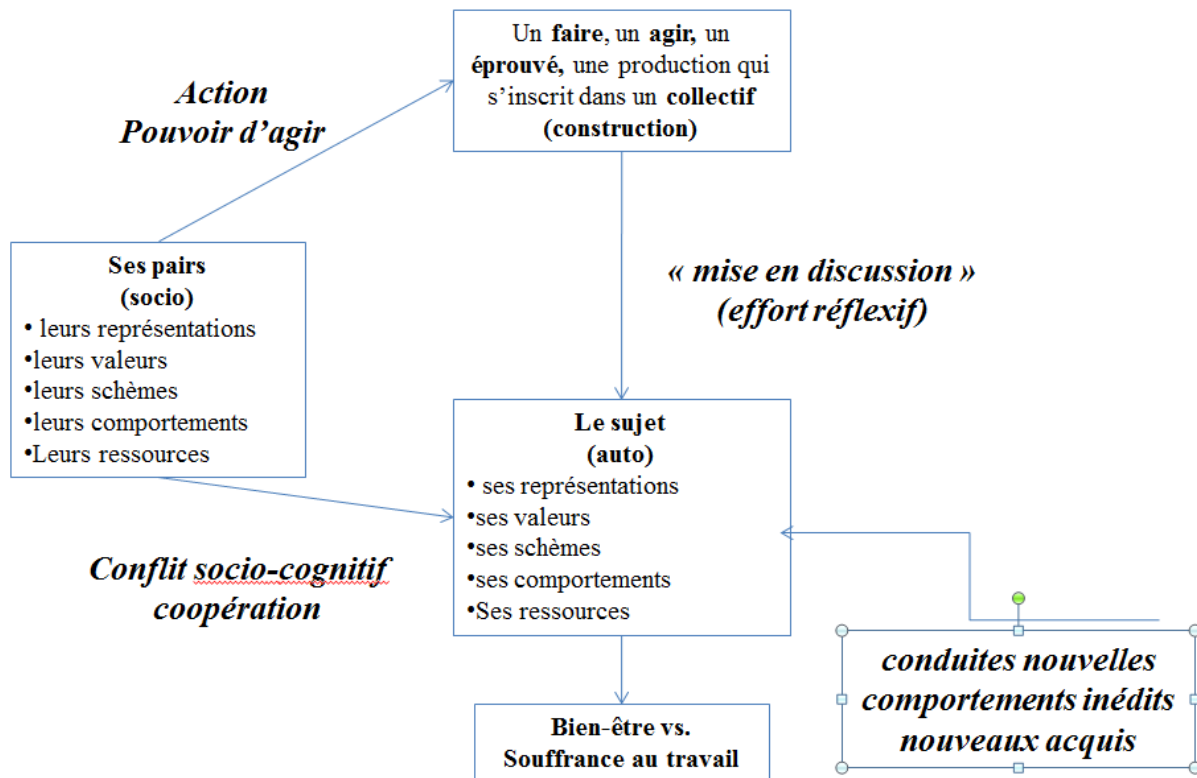 Un faire, un agir, un
éprouvé, une production qui
s’inscrit dans un collectif
(construction)
Action
Pouvoir d’agir
Ses pairs
(socio)
• leurs représentations
•leurs valeurs
•leurs schèmes
•leurs comportements
•Leurs ressources
« mise en discussion »
(effort réflexif)
Le sujet
(auto)
• ses représentations
•ses valeurs
•ses schèmes
•ses comportements
•Ses ressources
Conflit socio-cognitif
coopération
conduites nouvelles
comportements inédits
nouveaux acquis
Bien-être vs.
Souffrance au travail